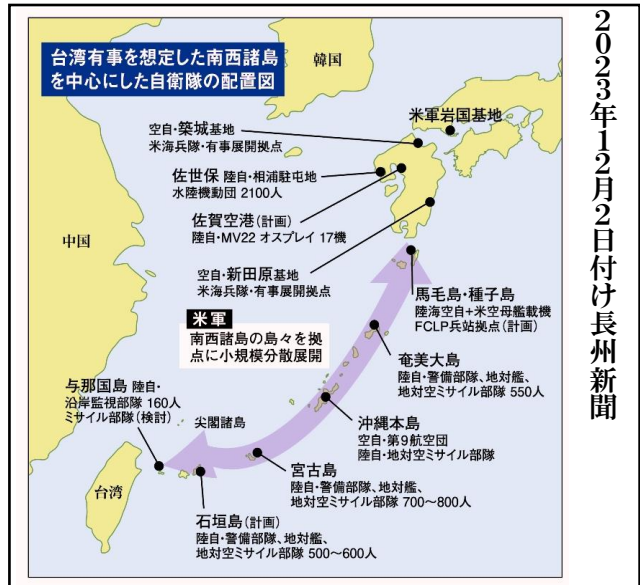 台湾有事を想定した南西諸島
を中心にした自衛隊の配置図
韓国
米軍岩国基地
空自・築城基地
米海兵隊・有事展開拠点
佐世保 陸自・相浦駐屯地
水陸機動団 2100人
佐賀空港(計画)
陸自・MV22 オスプレイ 17機
中国
空自・新田原基地
米海兵隊・有事展開拠点
馬毛島・種子島
陸海空自+米空母艦載機
FCLP兵站拠点(計画)
米軍
南西諸島の島々を拠
点に小規模分散展開
奄美大島
陸自・警備部隊、地対艦、
地対空ミサイル部隊 550人
与那国島 陸自・
沿岸監視部隊 160人
ミサイル部隊(検討)
尖閣諸島
沖縄本島
空自・第9航空団
陸自・地対空ミサイル部隊
宮古島
陸自・警備部隊、地対艦、
地対空ミサイル部隊 700〜800人
台湾
石垣島(計画)
陸自・警備部隊、地対艦、
地対空ミサイル部隊 500〜600人
2023年12月2日付け長州新聞